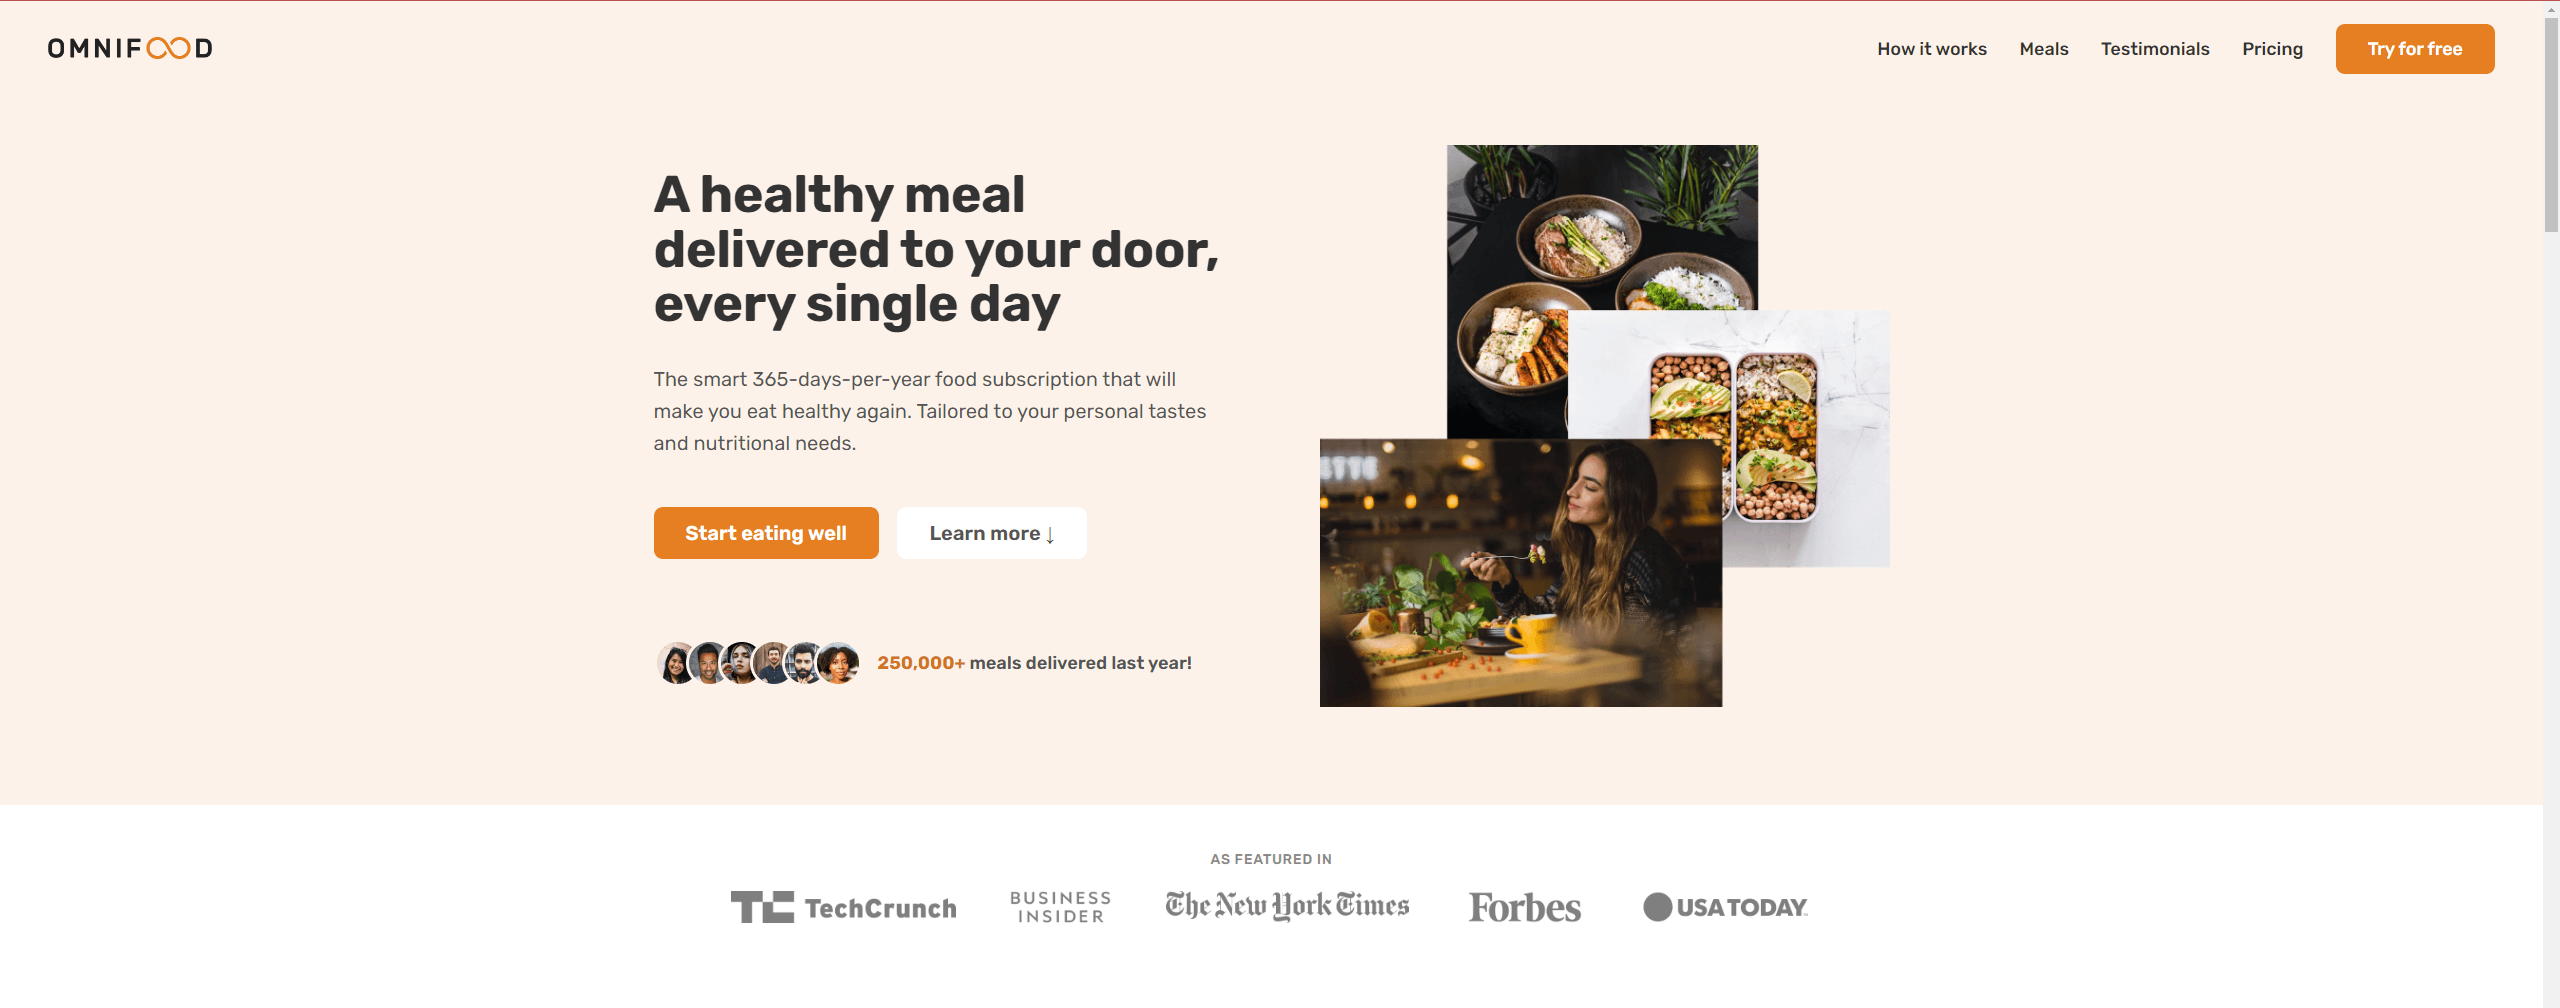 OMNIFOOD
How it works
Meals
Testimonials
Pricing
Try for free
A healthy meal
delivered to your door,
every single day
The smart 365-days-per-year food subscription that will
make you eat healthy again. Tailored to your personal tastes
and nutritional needs.
Start eating well
Learn more ↓
250,000+ meals delivered last year!
AS FEATURED IN
TC TechCrunch
BUSINESS
INSIDER
The New York Times
Forbes
USA TODAY